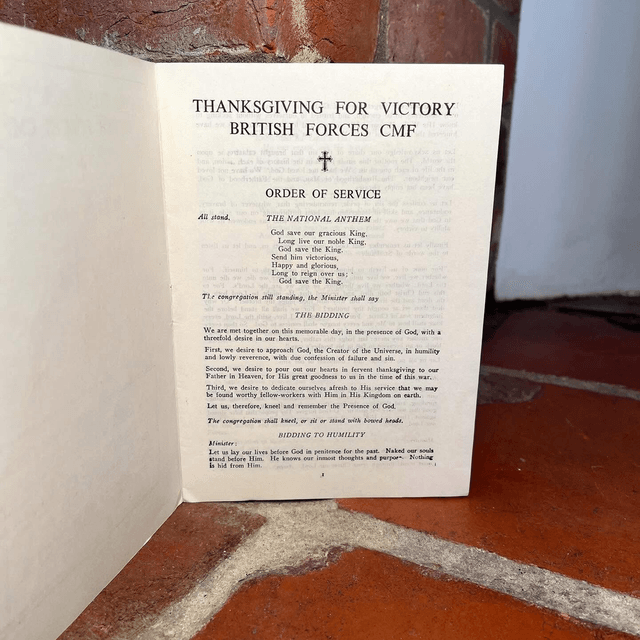 THANKSGIVING FOR VICTORY
BRITISH FORCES CMF
ORDER OF SERVICE
All stand. THE NATIONAL ANTHEM
God save our gracious King.
Long live our noble King.
God save the King.
Send him victorious,
Happy and glorious,
Long to reign over us;
God save the King.
The congregation still standing, the Minister shall say
THE BIDDING
We are met together on this memorable day, in the presence of God, with a
threefold desire in our hearts.
First, we desire to approach God, the Creator of the Universe, in humility
and lowly reverence, with due confession of failure and sin.
Second, we desire to pour out our hearts in fervent thanksgiving to our
Father in Heaven, for His great goodness to us in the time of this war.
Third, we desire to dedicate ourselves afresh to His service that we may
be found worthy fellow-workers with Him in His Kingdom on earth.
Let us, therefore, kneel and remember the Presence of God.
The congregation shall kneel, or sit or stand with bowed heads.
BIDDING TO HUMILITY
Minister:
Let us lay our lives before God in penitence for the past. Naked our souls
stand before Him. He knows our inmost thoughts and purpose. Nothing
is hid from Him.
1